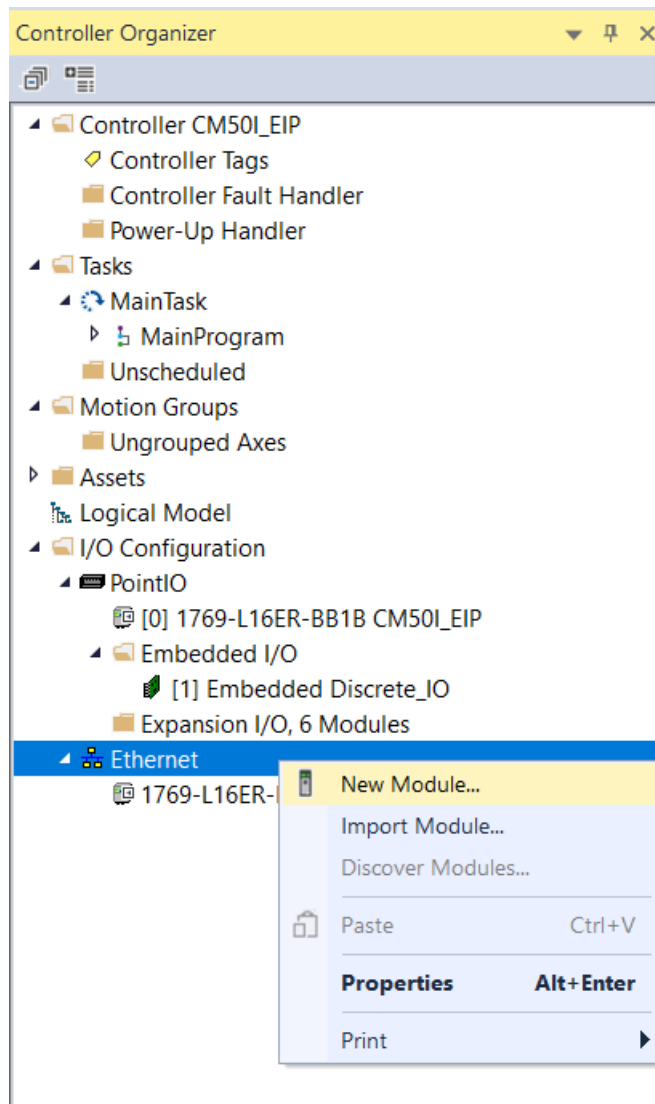 Controller Organizer
Controller CM50I_EIP
Controller Tags
Controller Fault Handler
Power-Up Handler
Tasks
MainTask
MainProgram
Unscheduled
Motion Groups
Ungrouped Axes
Assets
Logical Model
I/O Configuration
PointIO
[0] 1769-L16ER-BB1B CM50I_EIP
Embedded I/O
[1] Embedded Discrete_IO
Expansion I/O, 6 Modules
Ethernet
1769-L16ER-
New Module...
Import Module...
Discover Modules...
Paste Ctrl+V
Properties Alt+Enter
Print